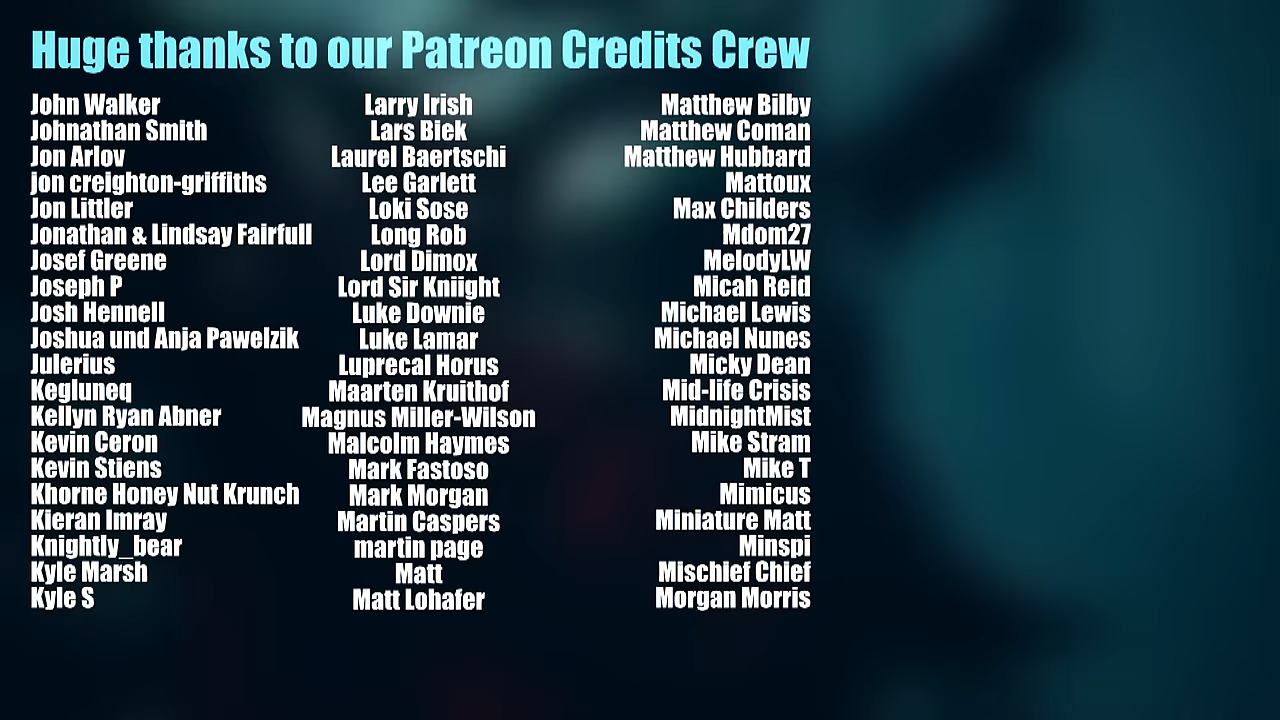 Huge thanks to our Patreon Credits Crew
John Walker
Johnathan Smith
Jon Arlov
jon creighton-griffiths
Jon Littler
Jonathan & Lindsay Fairfull
Josef Greene
Joseph P
Josh Hennell
Joshua und Anja Pawelzik
Julerius
Kegluneq
Kellyn Ryan Abner
Kevin Ceron
Kevin Stiens
Khorne Honey Nut Krunch
Kieran Imray
Knightly_bear
Kyle Marsh
Kyle S
Larry Irish
Lars Biek
Laurel Baertschi
Lee Garlett
Loki Sose
Long Rob
Lord Dimox
Lord Sir Kniight
Luke Downie
Luke Lamar
Luprecal Horus
Maarten Kruithof
Magnus Miller-Wilson
Malcolm Haymes
Mark Fastoso
Mark Morgan
Martin Caspers
martin page
Matt
Matt Lohafer
Matthew Bilby
Matthew Coman
Matthew Hubbard
Mattoux
Max Childers
Mdom27
MelodyLW
Micah Reid
Michael Lewis
Michael Nunes
Micky Dean
Mid-life Crisis
MidnightMist
Mike Stram
Mike T
Mimicus
Miniature Matt
Minspi
Mischief Chief
Morgan Morris